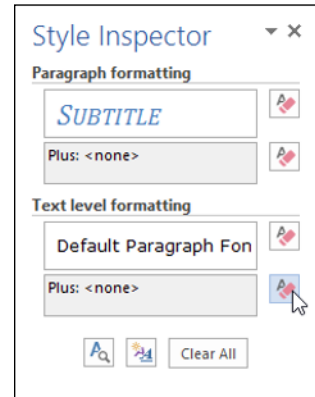 Style Inspector
Paragraph formatting
SUBTITLE
Plus: <none>
Text level formatting
Default Paragraph Fon
Plus: <none>
Clear All